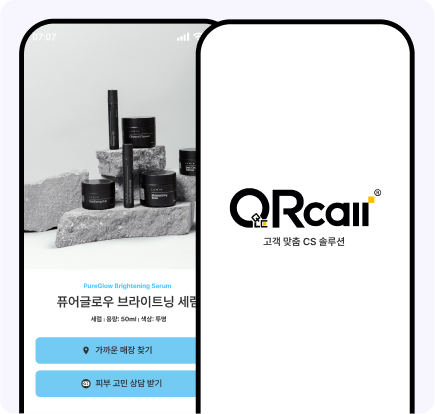 07:07
PureGlow Brightening Serum
퓨어글로우 브라이트닝 세럼
세럼 | 용량: 50ml | 색상: 투명
가까운 매장 찾기
피부 고민 상담 받기
QRcall®
고객 맞춤 CS 솔루션